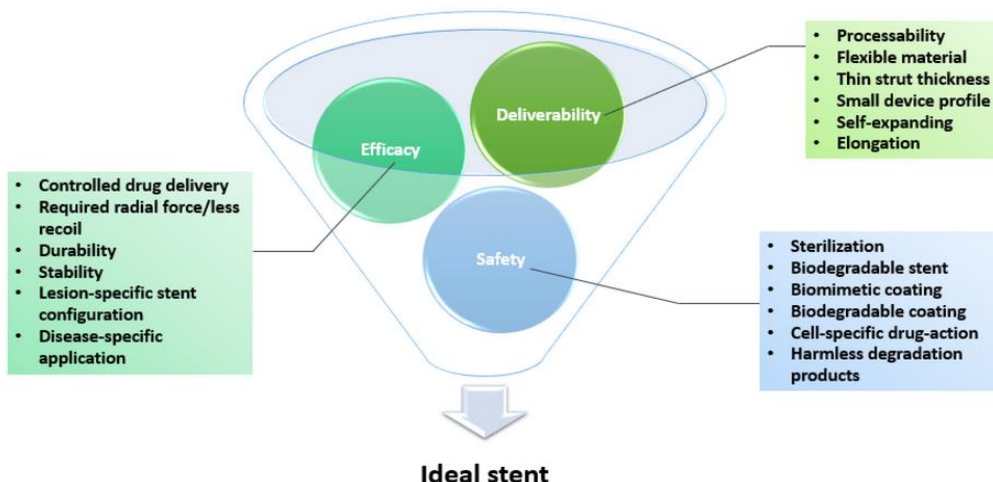 • Processability
• Flexible material
• Thin strut thickness
• Small device profile
• Self-expanding
• Elongation
Deliverability
Efficacy
• Controlled drug delivery
• Required radial force/less
recoil
• Durability
• Stability
• Lesion-specific stent
configuration
• Disease-specific
application
Safety
• Sterilization
• Biodegradable stent
• Biomimetic coating
• Biodegradable coating
• Cell-specific drug-action
• Harmless degradation
products
Ideal stent